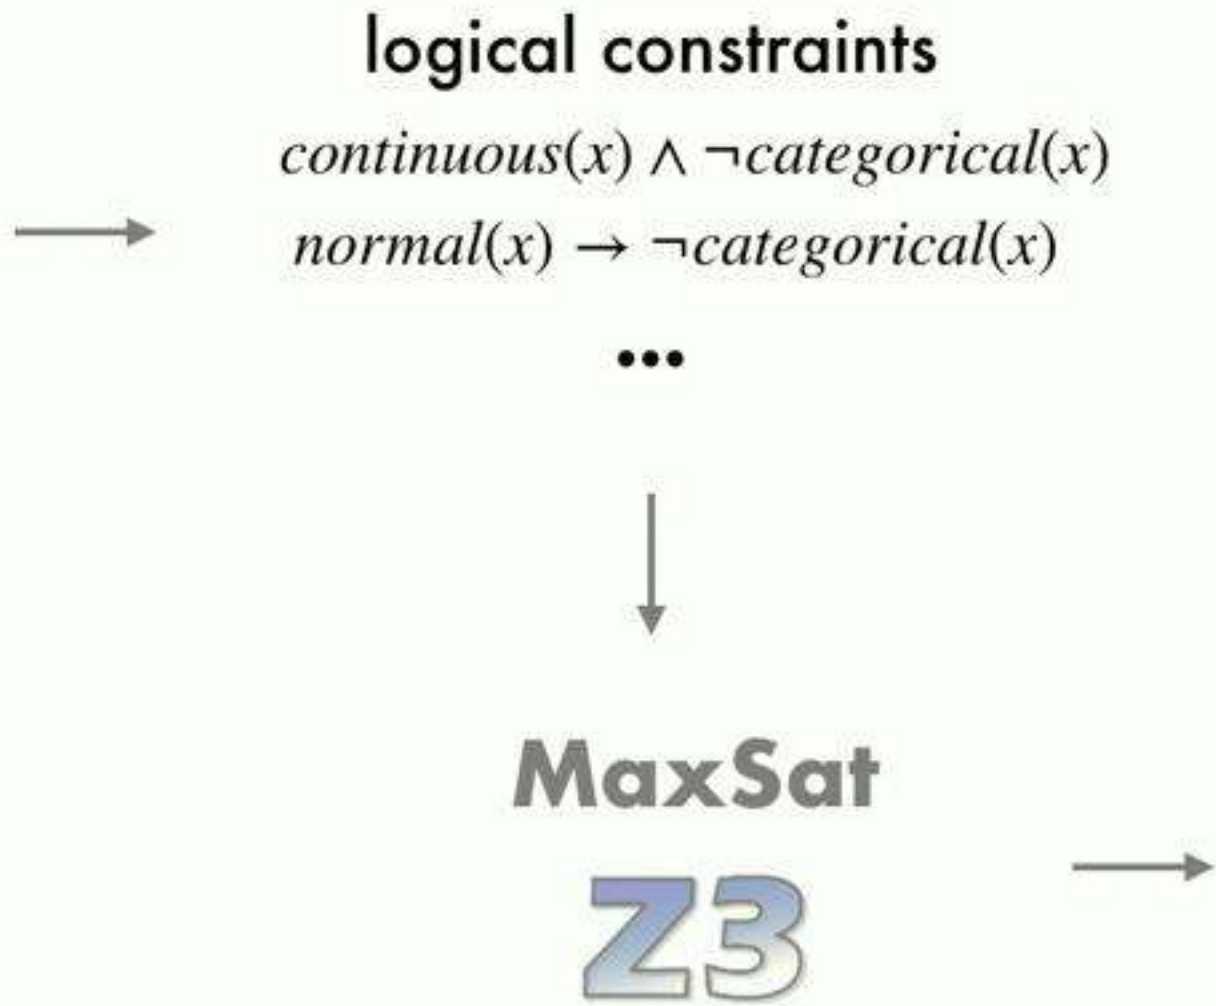 logical constraints
continuous(x) ∧ ¬categorical(x)
normal(x) → ¬categorical(x)
•••
MaxSat
Z3